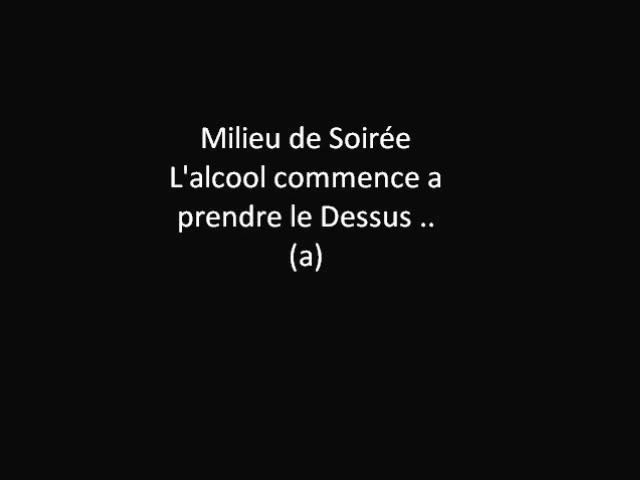 Milieu de Soirée
L'alcool commence a
prendre le Dessus ..
(a)